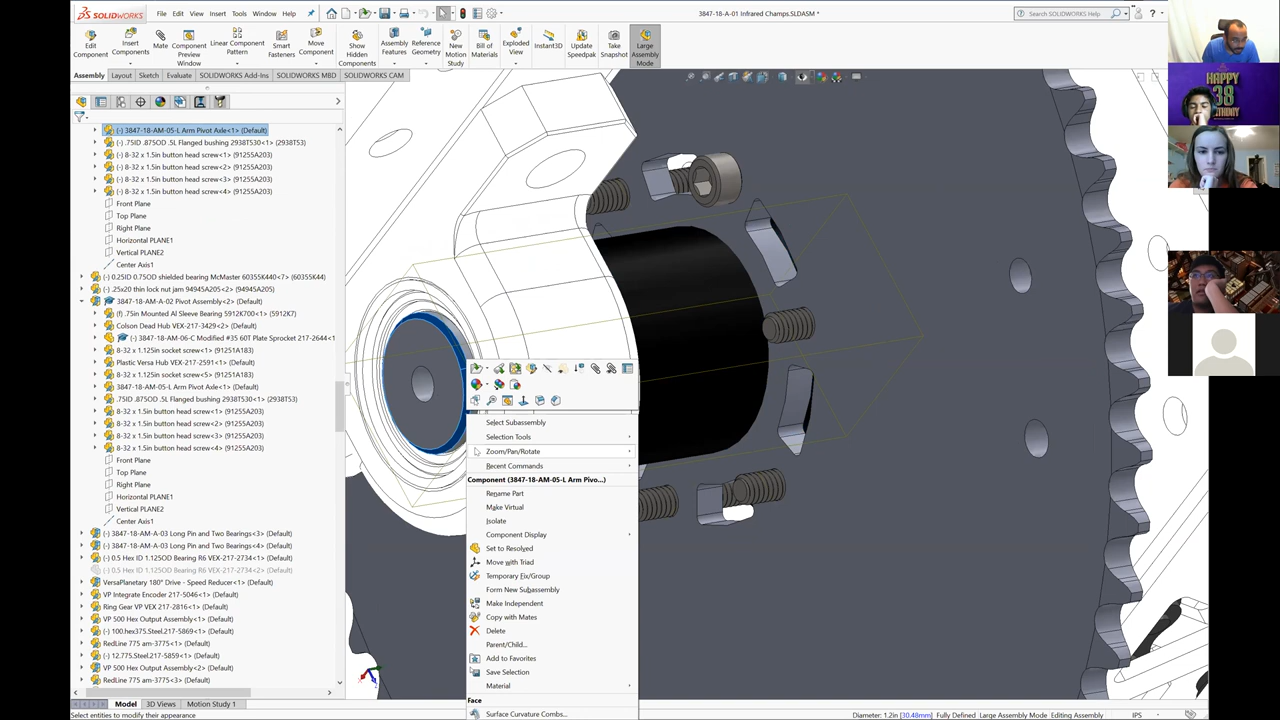 SOLIDWORKS File Edit View Insert Tools Window Help
3847-18-A-01 Infrared Champs.SLDASM *
Search SOLIDWORKS Help
Edit Component
Insert Components
Mate
Component Preview Window
Linear Component Pattern
Smart Fasteners
Move Component
Show Hidden Components
Assembly Features
Reference Geometry
New Motion Study
Bill of Materials
Exploded View
Instant3D
Update Speedpak
Take Snapshot
Large Assembly Mode
Assembly Layout Sketch Evaluate SOLIDWORKS Add-Ins SOLIDWORKS MBD SOLIDWORKS CAM
(-) 3847-18-AM-05-L Arm Pivot Axle<1> (Default)
(-) .75ID .875OD .5L Flanged bushing 2938T530<1> (2938T53)
(-) 8-32 x 1.5in button head screw<1> (91255A203)
(-) 8-32 x 1.5in button head screw<2> (91255A203)
(-) 8-32 x 1.5in button head screw<3> (91255A203)
(-) 8-32 x 1.5in button head screw<4> (91255A203)
Front Plane
Top Plane
Right Plane
Horizontal PLANE1
Vertical PLANE2
Center Axis1
(-) 0.25ID 0.75OD shielded bearing McMaster 60355K440<7> (60355K44)
(-) .25x20 thin lock nut jam 94945A205<2> (94945A205)
3847-18-AM-A-02 Pivot Assembly<2> (Default)
(f) .75in Mounted Al Sleeve Bearing 5912K700<1> (5912K7)
Colson Dead Hub VEX-217-3429<2> (Default)
(-) 3847-18-AM-06-C Modified #35 60T Plate Sprocket 217-2644<1
8-32 x 1.125in socket screw<1> (91251A183)
Plastic Versa Hub VEX-217-2591<1> (Default)
8-32 x 1.125in socket screw<5> (91251A183)
3847-18-AM-05-L Arm Pivot Axle<1> (Default)
(-) .75ID .875OD .5L Flanged bushing 2938T530<1> (2938T53)
8-32 x 1.5in button head screw<1> (91255A203)
8-32 x 1.5in button head screw<2> (91255A203)
8-32 x 1.5in button head screw<3> (91255A203)
8-32 x 1.5in button head screw<4> (91255A203)
Front Plane
Top Plane
Right Plane
Horizontal PLANE1
Vertical PLANE2
Center Axis1
(-) 3847-18-AM-A-03 Long Pin and Two Bearings<3> (Default)
(-) 3847-18-AM-A-03 Long Pin and Two Bearings<4> (Default)
(-) 0.5 Hex ID 1.125OD Bearing R6 VEX-217-2734<1> (Default)
(-) 0.5 Hex ID 1.125OD Bearing R6 VEX-217-2734<2> (Default)
VersaPlanetary 180° Drive - Speed Reducer<1> (Default)
VP Integrate Encoder 217-5046<1> (Default)
Ring Gear VP VEX 217-2816<1> (Default)
VP 500 Hex Output Assembly<1> (Default)
(-) 100.hex375.Steel.217-5869<1> (Default)
RedLine 775 am-3775<1> (Default)
(-) 12.775.Steel.217-5859<1> (Default)
VP 500 Hex Output Assembly<2> (Default)
RedLine 775 am-3775<3> (Default)
Select Subassembly
Selection Tools
Zoom/Pan/Rotate
Recent Commands
Component (3847-18-AM-05-L Arm Pivo...)
Rename Part
Make Virtual
Isolate
Component Display
Set to Resolved
Move with Triad
Temporary Fix/Group
Form New Subassembly
Make Independent
Copy with Mates
Delete
Parent/Child...
Add to Favorites
Save Selection
Material
Face
Surface Curvature Combs...
HAPPY
38
BIRTHDAY
Model 3D Views Motion Study 1
Select entities to modify their appearance
Diameter: 1.2in [30.48mm] Fully Defined Large Assembly Mode Editing Assembly IPS